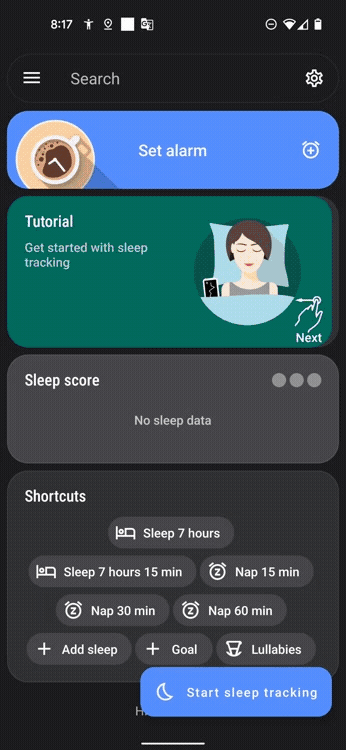 8:17
Search
Set alarm
Tutorial
Get started with sleep
tracking
Next
Sleep score
No sleep data
Shortcuts
Sleep 7 hours
Sleep 7 hours 15 min
Nap 15 min
Nap 30 min
Nap 60 min
Add sleep
Goal
Lullabies
Start sleep tracking